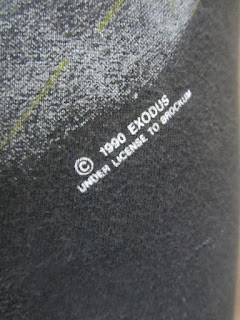 © 1990 EXODUS
UNDER LICENSE TO BROCKUM